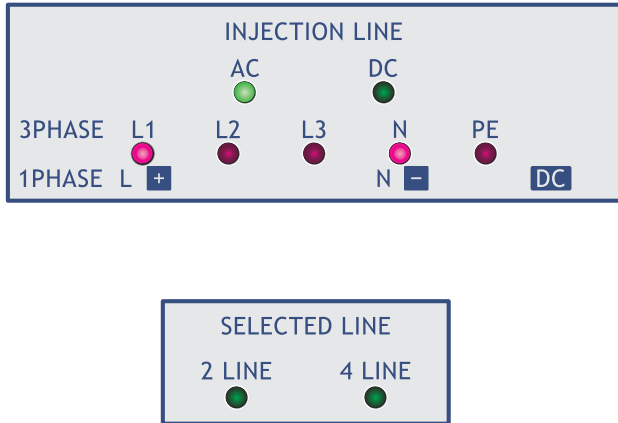 INJECTION LINE
AC DC
3PHASE L1 L2 L3 N PE
1PHASE L + N − DC
SELECTED LINE
2 LINE 4 LINE